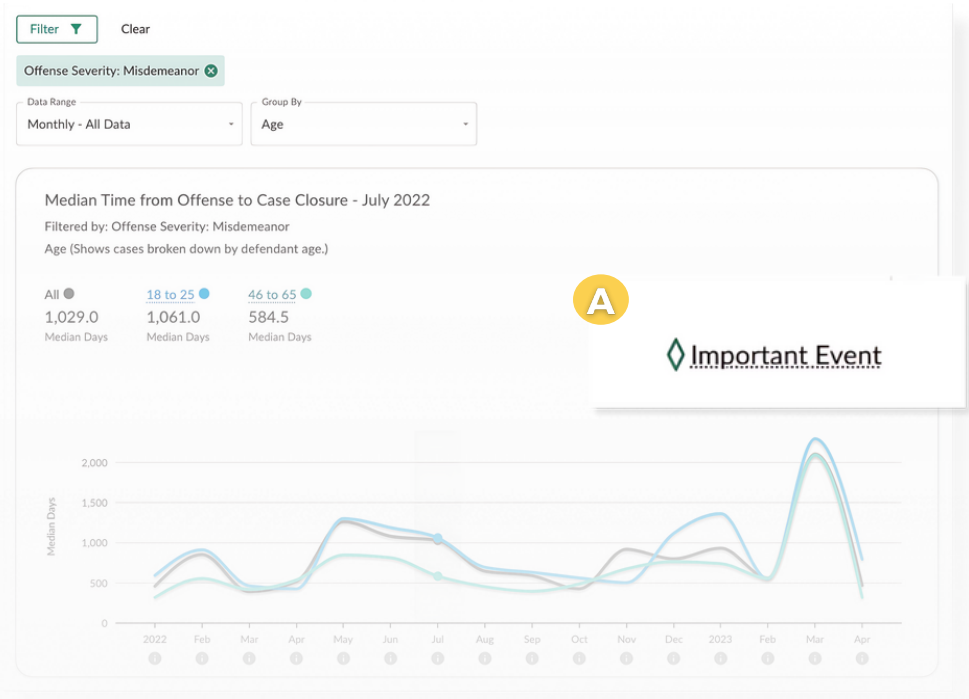 Filter
Clear
Offense Severity: Misdemeanor
Data Range
Monthly - All Data
Group By
Age
Median Time from Offense to Case Closure - July 2022
Filtered by: Offense Severity: Misdemeanor
Age (Shows cases broken down by defendant age.)
All
18 to 25
46 to 65
1,029.0
1,061.0
584.5
Median Days
Median Days
Median Days
A
Important Event
Median Days
2,000
1,500
1,000
500
0
2022 Feb Mar Apr May Jun Jul Aug Sep Oct Nov Dec 2023 Feb Mar Apr